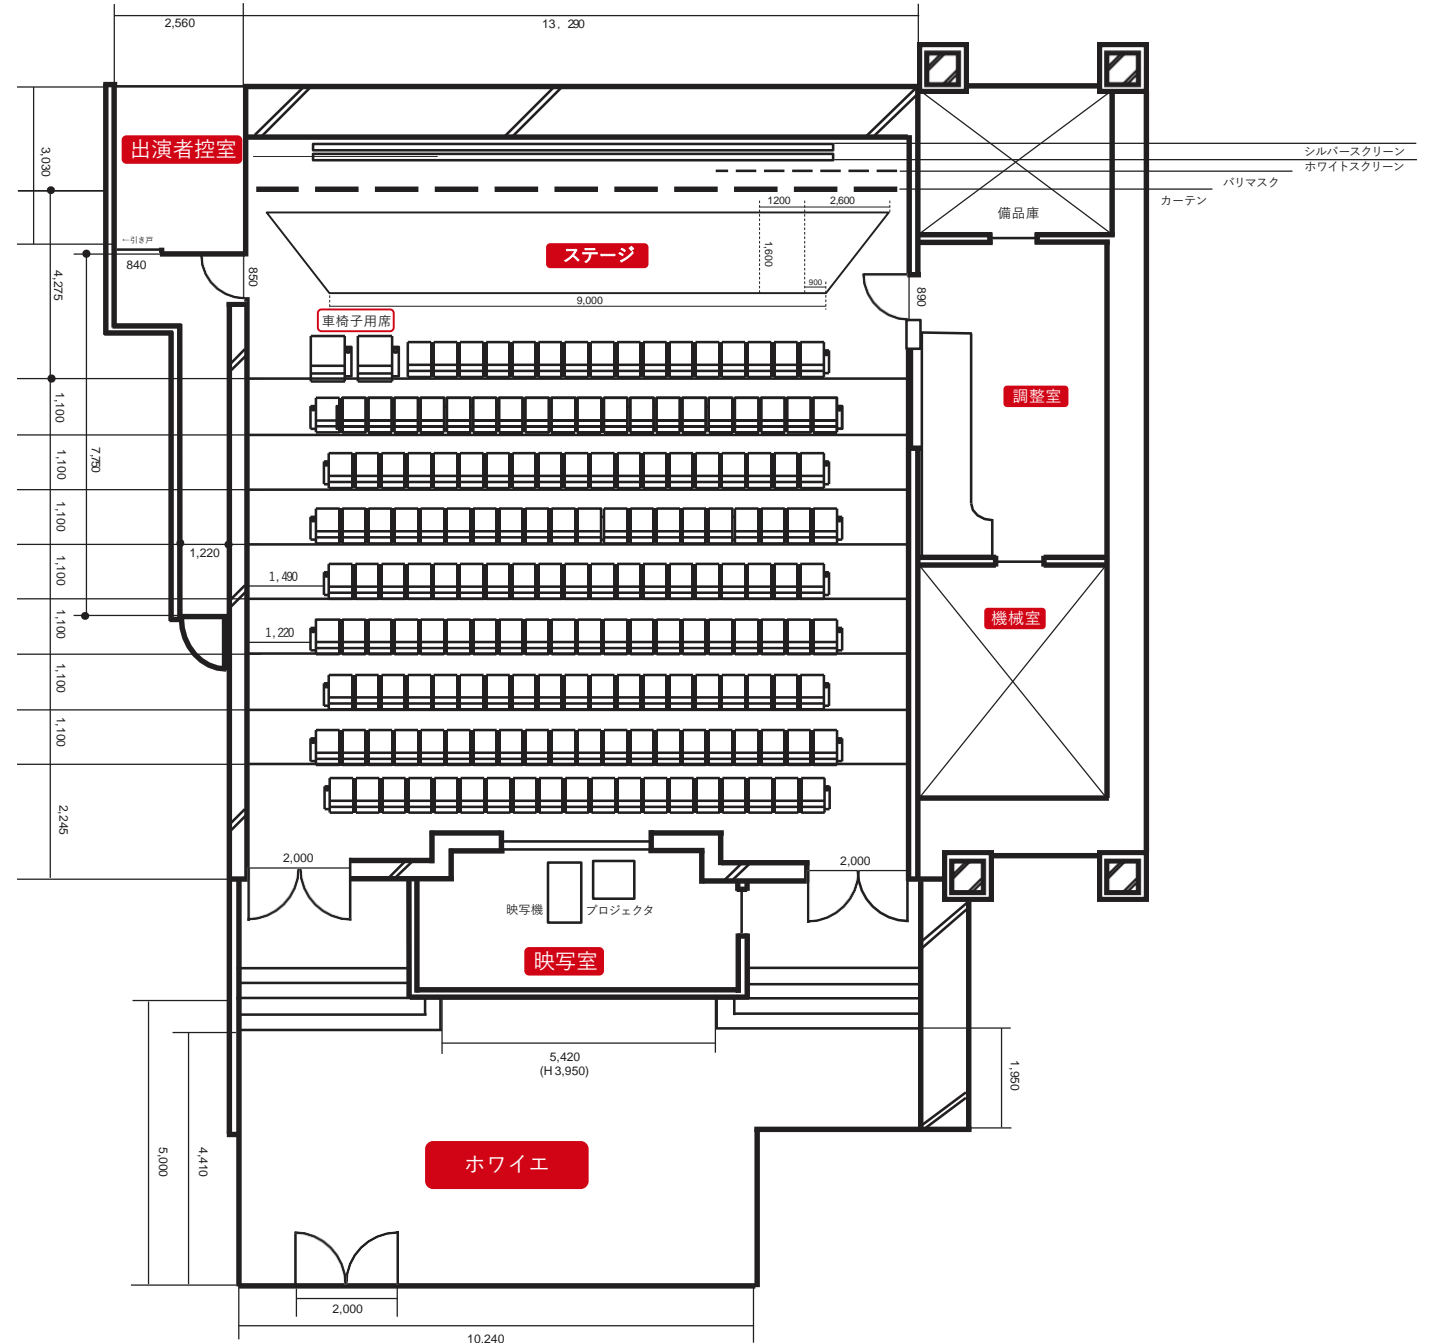 2,560
13,290
出演者控室
3,030
シルバースクリーン
ホワイトスクリーン
バリマスク
カーテン
備品庫
1200
2,600
ステージ
1,600
900
9,000
←引き戸
840
850
890
4,275
車椅子用席
調整室
1,100
1,100
7,750
1,100
1,220
1,100
1,490
1,100
1,220
機械室
1,100
1,100
2,245
2,000
2,000
映写機
プロジェクタ
映写室
5,420
(H3,950)
1,950
5,000
4,410
ホワイエ
2,000
10,240